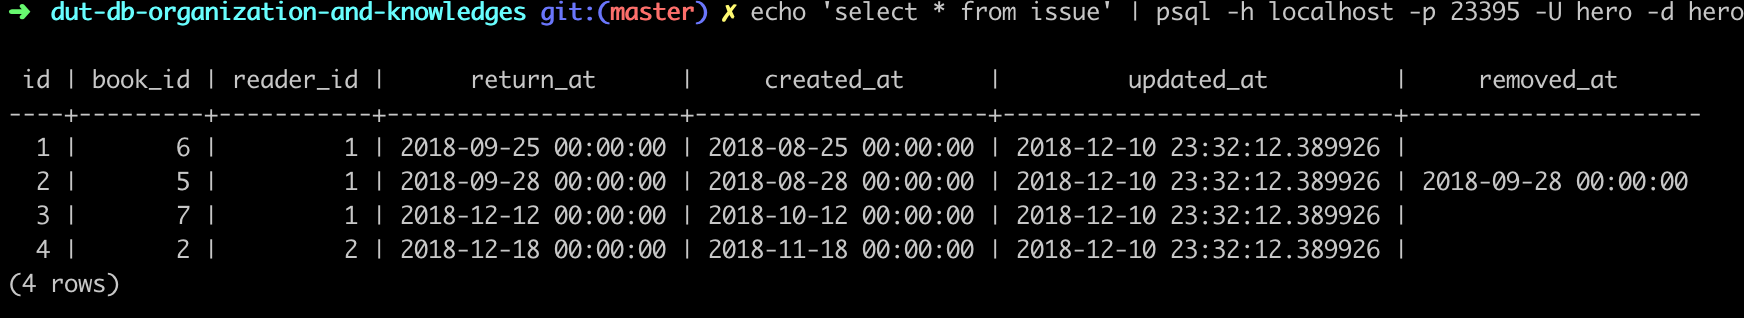 ➜ dut-db-organization-and-knowledges git:(master) ✗ echo 'select * from issue' | psql -h localhost -p 23395 -U hero -d hero
 id | book_id | reader_id |      return_at      |     created_at      |         updated_at         |     removed_at
----+---------+-----------+---------------------+---------------------+----------------------------+---------------------
  1 |       6 |         1 | 2018-09-25 00:00:00 | 2018-08-25 00:00:00 | 2018-12-10 23:32:12.389926 |
  2 |       5 |         1 | 2018-09-28 00:00:00 | 2018-08-28 00:00:00 | 2018-12-10 23:32:12.389926 | 2018-09-28 00:00:00
  3 |       7 |         1 | 2018-12-12 00:00:00 | 2018-10-12 00:00:00 | 2018-12-10 23:32:12.389926 |
  4 |       2 |         2 | 2018-12-18 00:00:00 | 2018-11-18 00:00:00 | 2018-12-10 23:32:12.389926 |
(4 rows)